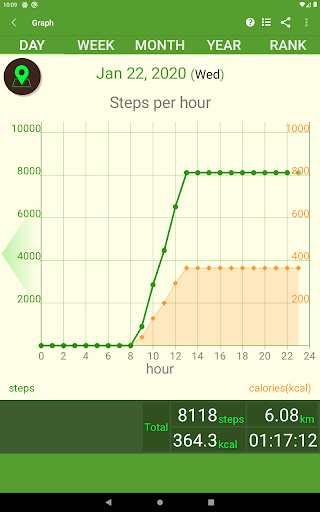 10:09
Graph
DAY WEEK MONTH YEAR RANK
Jan 22, 2020 (Wed)
Steps per hour
10000 1000
8000 800
6000 600
4000 400
2000 200
0 2 4 6 8 10 12 14 16 18 20 22 24
hour
steps calories(kcal)
Total 8118 steps 6.08 km
364.3 kcal 01:17:12